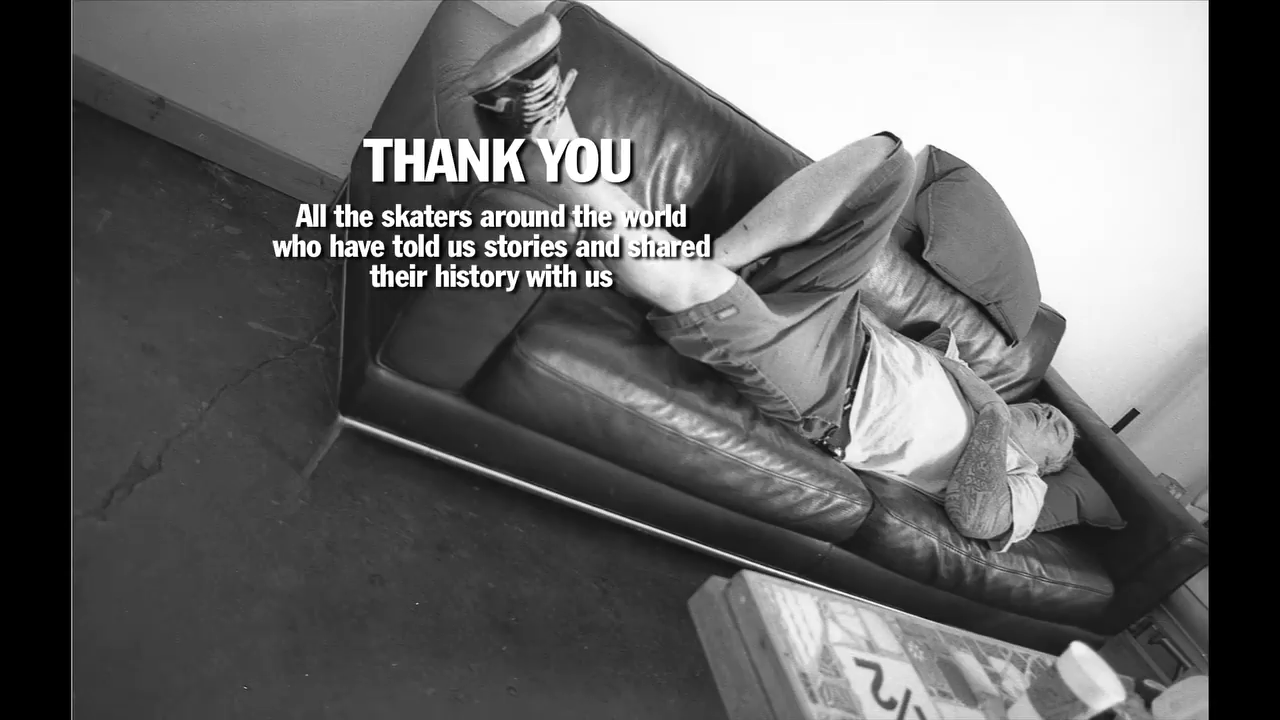 THANK YOU
All the skaters around the world
who have told us stories and shared
their history with us